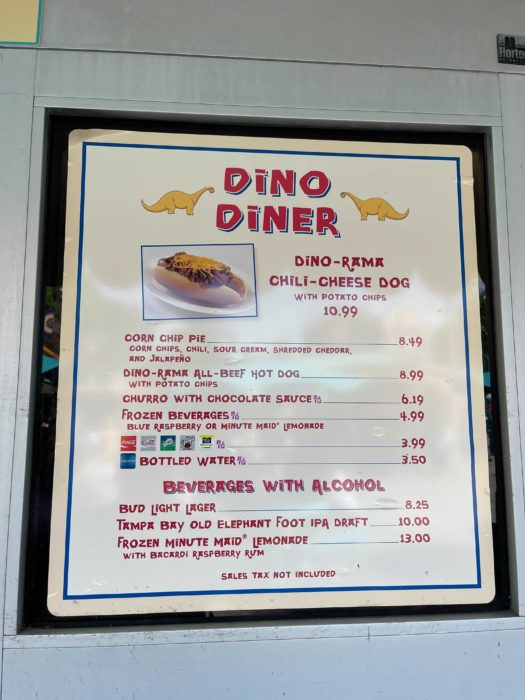 Horto
DINO
DINER
DINO-RAMA
CHILI-CHEESE DOG
WITH POTATO CHIPS
10.99
CORN CHIP PIE 8.49
CORN CHIPS, CHILI, SOUR CREAM, SHREDDED CHEDDAR,
AND JALAPEÑO
DINO-RAMA ALL-BEEF HOT DOG 8.99
WITH POTATO CHIPS
CHURRO WITH CHOCOLATE SAUCE 6.19
FROZEN BEVERAGES 4.99
BLUE RASPBERRY OR MINUTE MAID® LEMONADE
3.99
BOTTLED WATER 3.50
BEVERAGES WITH ALCOHOL
BUD LIGHT LAGER 8.25
TAMPA BAY OLD ELEPHANT FOOT IPA DRAFT 10.00
FROZEN MINUTE MAID® LEMONADE 13.00
WITH BACARDI RASPBERRY RUM
SALES TAX NOT INCLUDED